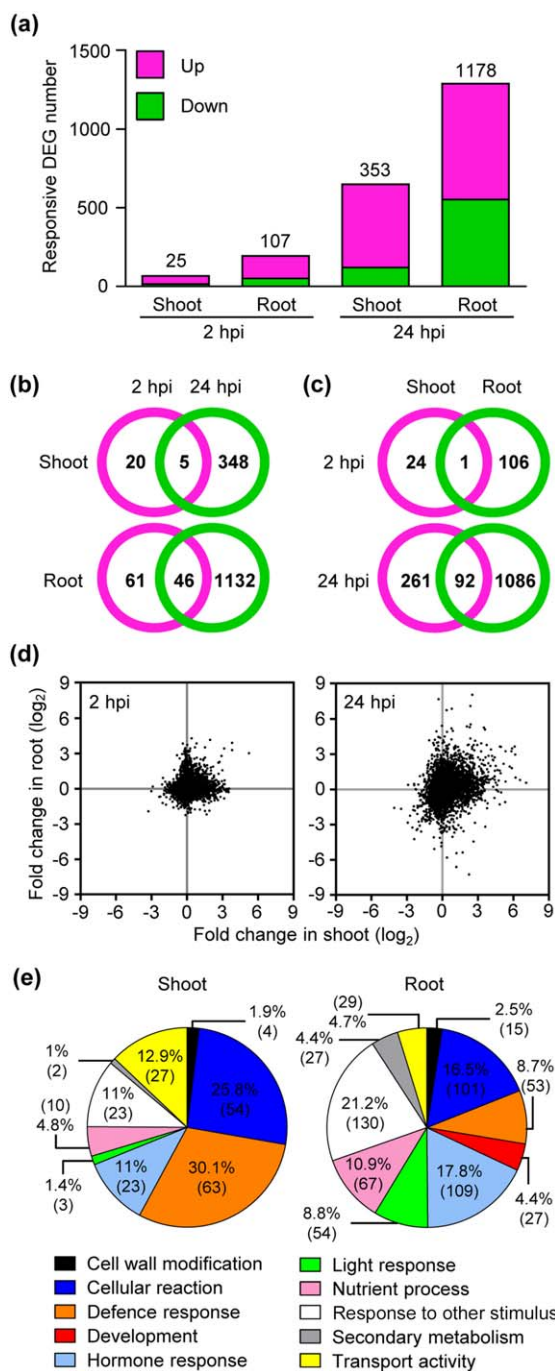 (a)
Responsive DEG number
1500
1000
500
0
Up
Down
25
107
353
1178
Shoot Root Shoot Root
2 hpi 24 hpi
(b)
2 hpi 24 hpi
Shoot
20 5 348
Root
61 46 1132
(c)
Shoot Root
2 hpi
24 1 106
24 hpi
261 92 1086
(d)
Fold change in root (log2)
9
6
3
0
-3
-6
-9
2 hpi
-9 -6 -3 0 3 6 9
9
6
3
0
-3
-6
-9
24 hpi
-9 -6 -3 0 3 6 9
Fold change in shoot (log2)
(e)
Shoot
1.9%
(4)
25.8%
(54)
30.1%
(63)
11%
(23)
1.4%
(3)
(10)
4.8%
11%
(23)
1%
(2)
12.9%
(27)
Root
2.5%
(15)
16.5%
(101)
8.7%
(53)
4.4%
(27)
17.8%
(109)
8.8%
(54)
10.9%
(67)
21.2%
(130)
4.4%
(27)
(29)
4.7%
Cell wall modification
Cellular reaction
Defence response
Development
Hormone response
Light response
Nutrient process
Response to other stimulus
Secondary metabolism
Transport activity